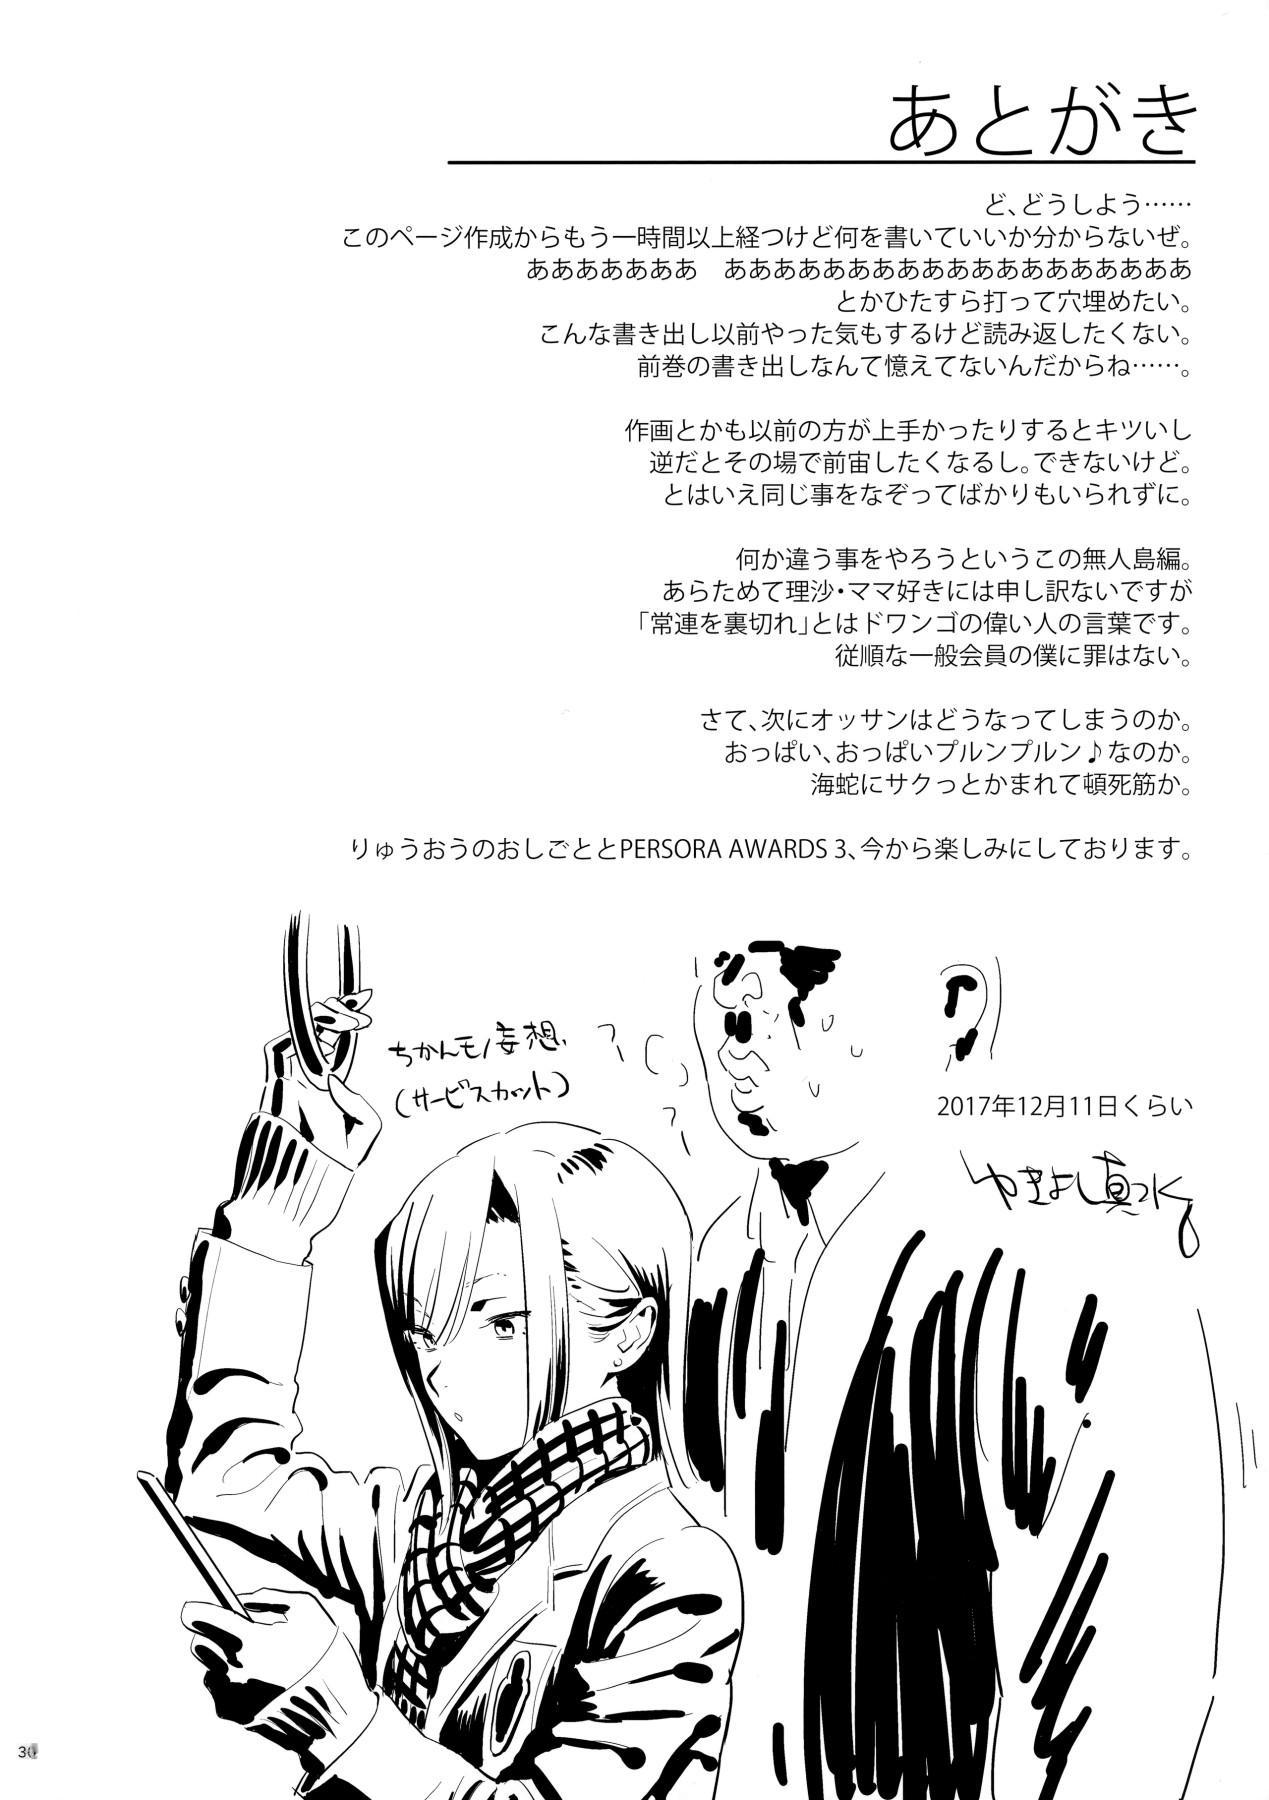 あとがき
ど、どうしよう……
このページ作成からもう一時間以上経つけど何を書いていいか分からないぜ。
あああああああ　あああああああああああああああああああ
とかひたすら打って穴埋めたい。
こんな書き出し以前やった気もするけど読み返したくない。
前巻の書き出しなんて憶えてないんだからね……。
作画とかも以前の方が上手かったりするとキツいし
逆だとその場で前宙したくなるし。できないけど。
とはいえ同じ事をなぞってばかりもいられずに。
何か違う事をやろうというこの無人島編。
あらためて理沙・ママ好きには申し訳ないですが
「常連を裏切れ」とはドワンゴの偉い人の言葉です。
従順な一般会員の僕に罪はない。
さて、次にオッサンはどうなってしまうのか。
おっぱい、おっぱいプルンプルン♪なのか。
海蛇にサクっとかまれて頓死筋か。
りゅうおうのおしごととPERSORA AWARDS 3、今から楽しみにしております。
ちかんモノ妄想
(サービスカット)
2017年12月11日くらい
やきよし真水